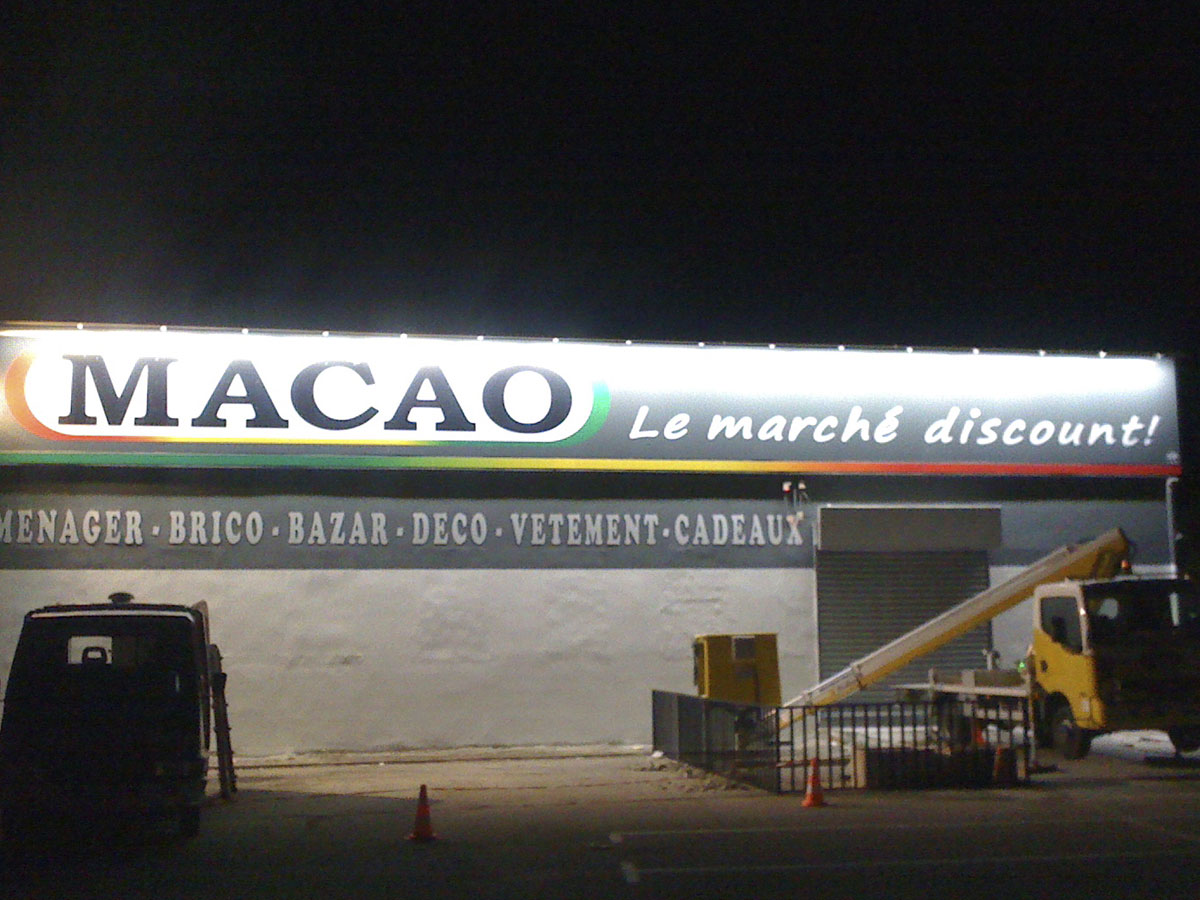 MACAO
Le marché discount!
MENAGER - BRICO - BAZAR - DECO - VETEMENT - CADEAUX